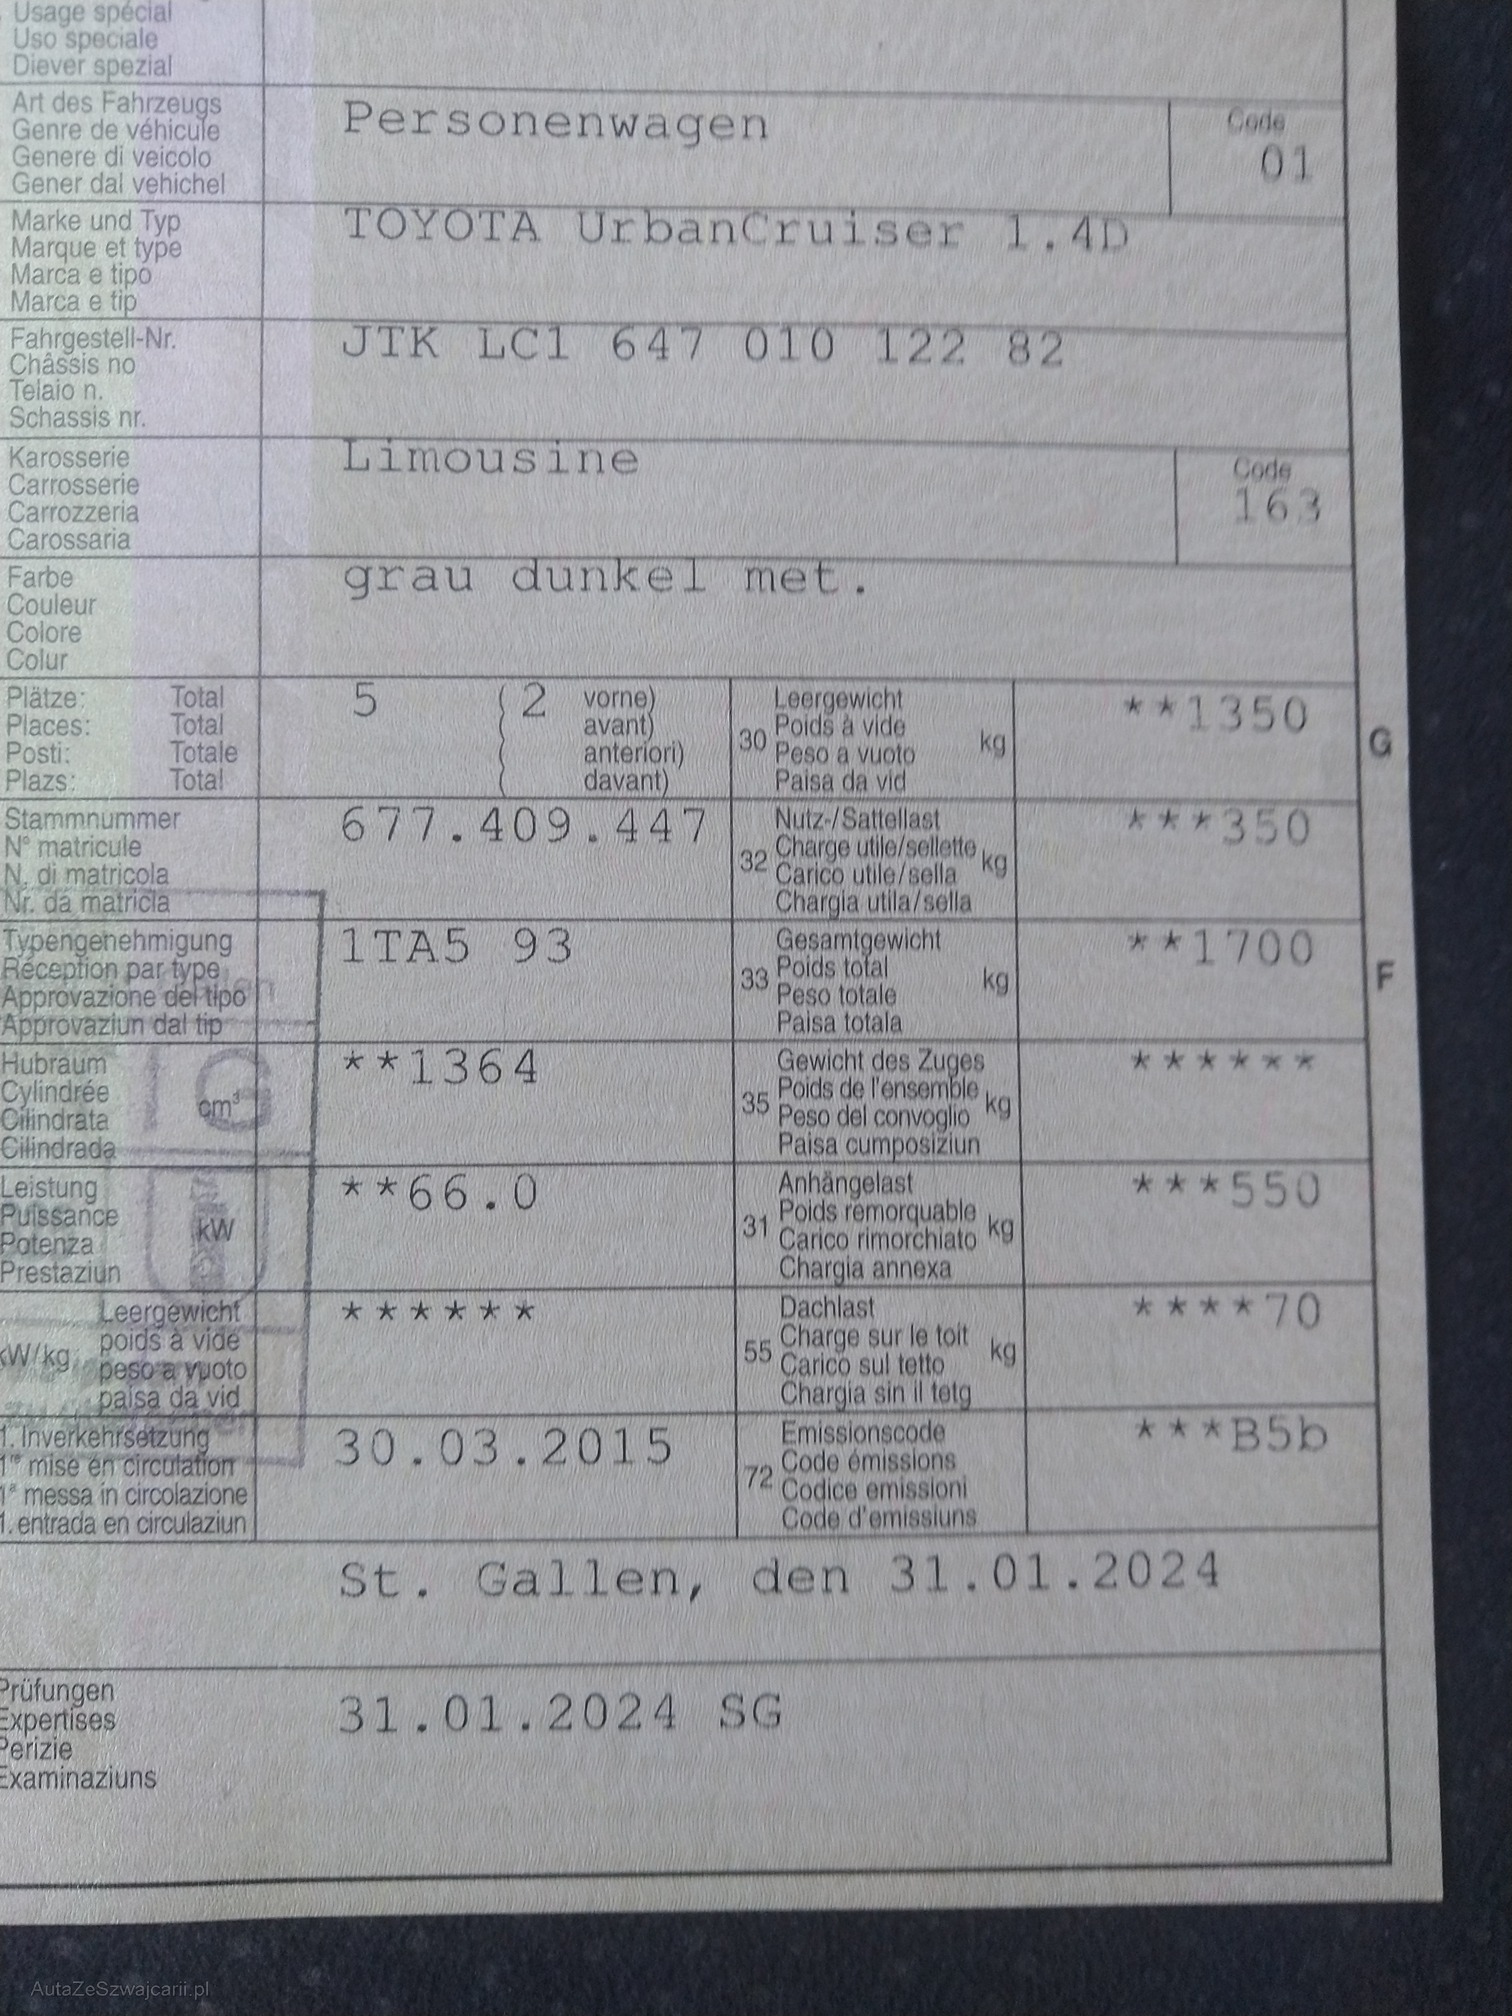 Usage spécial
Uso speciale
Diever spezial
Art des Fahrzeugs
Genre de véhicule
Genere di veicolo
Gener dal vehichel
Personenwagen
Code
01
Marke und Typ
Marque et type
Marca e tipo
Marca e tip
TOYOTA UrbanCruiser 1.4D
Fahrgestell-Nr.
Châssis no
Telaio n.
Schassis nr.
JTK LC1 647 010 122 82
Karosserie
Carrosserie
Carrozzeria
Carossaria
Limousine
Code
163
Farbe
Couleur
Colore
Colur
grau dunkel met.
Plätze: Total
Places: Total
Posti: Totale
Plazs: Total
5 (2 vorne)
avant)
anteriori)
davant)
30 Leergewicht
Poids à vide
Peso a vuoto
Paisa da vid
kg
**1350
G
Stammnummer
N° matricule
N. di matricola
Nr. da matricla
677.409.447
32 Nutz-/Sattellast
Charge utile/sellette
Carico utile/sella
Chargia utila/sella
kg
***350
Typengenehmigung
Réception par type
Approvazione del tipo
Approvaziun dal tip
1TA5 93
33 Gesamtgewicht
Poids total
Peso totale
Paisa totala
kg
**1700
F
Hubraum
Cylindrée
Cilindrata
Cilindrada
cm³
**1364
35 Gewicht des Zuges
Poids de l'ensemble
Peso del convoglio
Paisa cumposiziun
kg
******
Leistung
Puissance
Potenza
Prestaziun
kW
**66.0
31 Anhängelast
Poids remorquable
Carico rimorchiato
Chargia annexa
kg
***550
kW/kg
Leergewicht
poids à vide
peso a vuoto
paisa da vid
******
55 Dachlast
Charge sur le toit
Carico sul tetto
Chargia sin il tetg
kg
****70
1. Inverkehrsetzung
1re mise en circulation
1a messa in circolazione
1. entrada en circulaziun
30.03.2015
72 Emissionscode
Code émissions
Codice emissioni
Code d'emissiuns
***B5b
St. Gallen, den 31.01.2024
Prüfungen
Expertises
Perizie
Examinaziuns
31.01.2024 SG
AutaZeSzwajcarii.pl